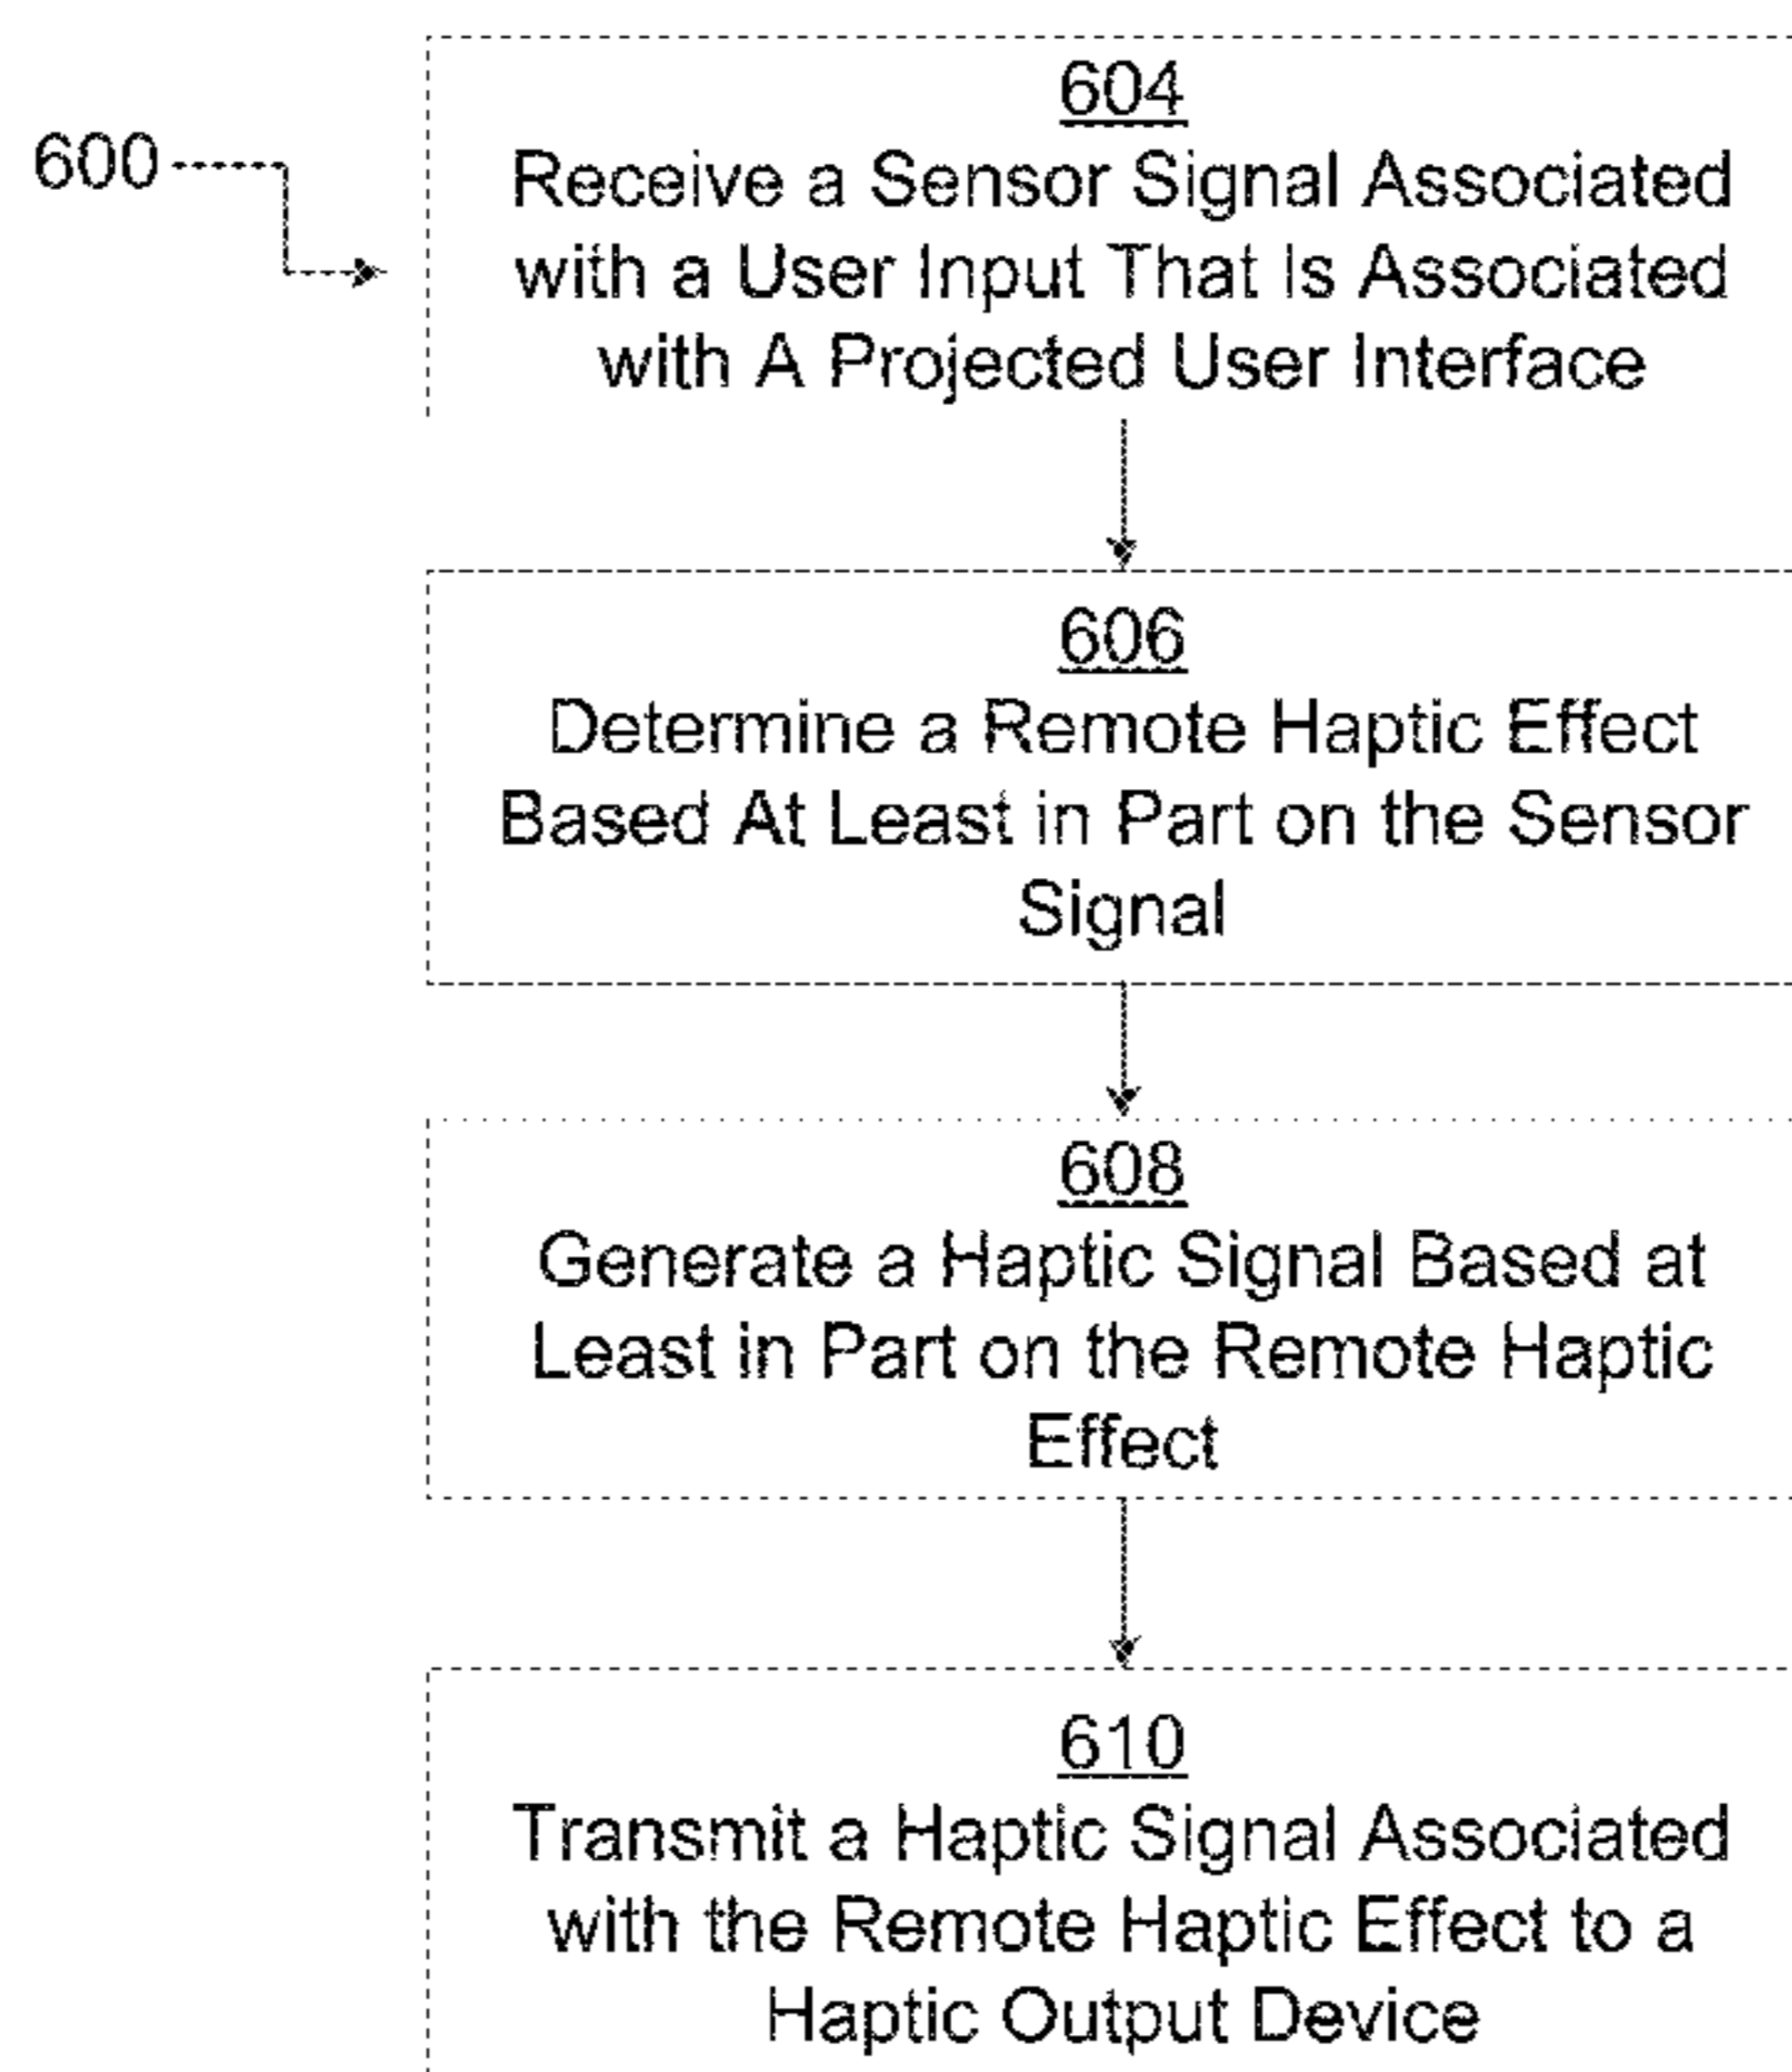 600
604
Receive a Sensor Signal Associated
with a User Input That Is Associated
with A Projected User Interface
606
Determine a Remote Haptic Effect
Based At Least in Part on the Sensor
Signal
608
Generate a Haptic Signal Based at
Least in Part on the Remote Haptic
Effect
610
Transmit a Haptic Signal Associated
with the Remote Haptic Effect to a
Haptic Output Device